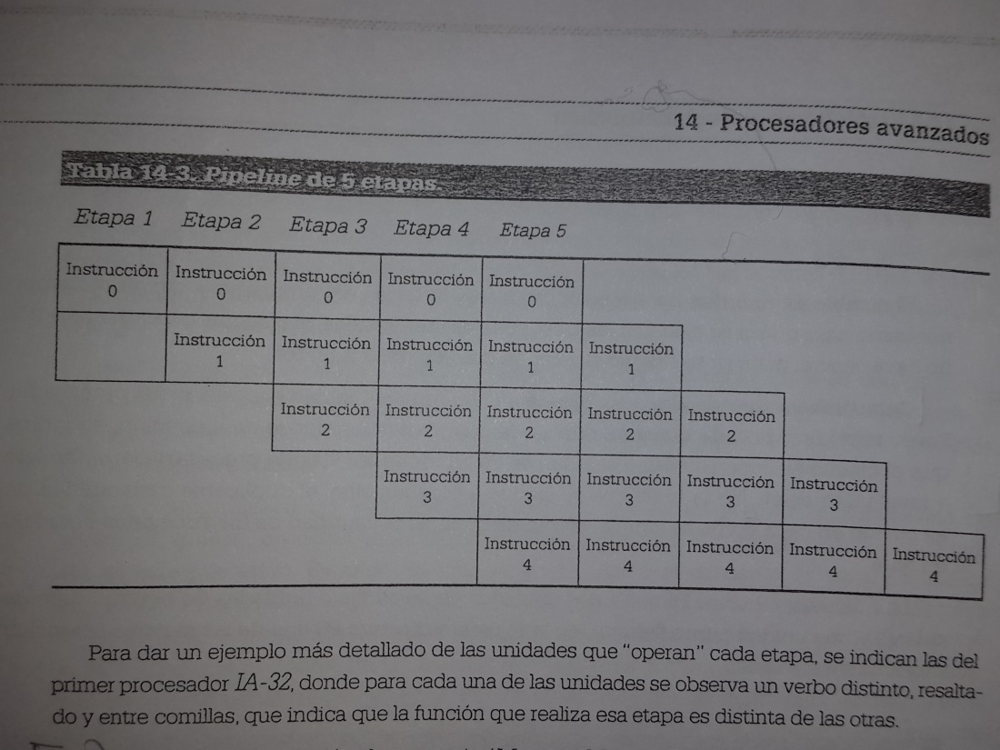 14 - Procesadores avanzados
Tabla 14-3. Pipeline de 5 etapas
Etapa 1 Etapa 2 Etapa 3 Etapa 4 Etapa 5
Instrucción Instrucción Instrucción Instrucción Instrucción
0 0 0 0 0
Instrucción Instrucción Instrucción Instrucción Instrucción
1 1 1 1 1
Instrucción Instrucción Instrucción Instrucción Instrucción
2 2 2 2 2
Instrucción Instrucción Instrucción Instrucción Instrucción
3 3 3 3 3
Instrucción Instrucción Instrucción Instrucción Instrucción
4 4 4 4 4
Para dar un ejemplo más detallado de las unidades que "operan" cada etapa, se indican las del
primer procesador IA-32, donde para cada una de las unidades se observa un verbo distinto, resalta-
do y entre comillas, que indica que la función que realiza esa etapa es distinta de las otras.